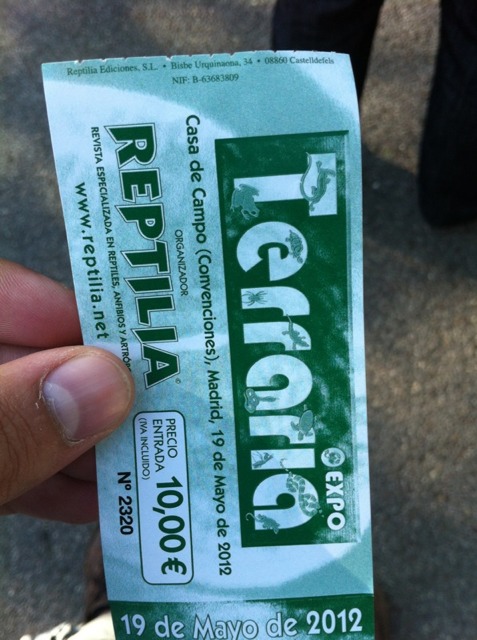 Reptilia Ediciones, S.L. • Bisbe Urquinaona, 34 • 08860 Castelldefels
NIF: B-63683809
Terraria
EXPO
Casa de Campo (Convenciones), Madrid, 19 de Mayo de 2012
ORGANIZADOR
REPTILIA©
REVISTA ESPECIALIZADA EN REPTILES, ANFIBIOS Y
www.reptilia.net
PRECIO
ENTRADA
(IVA INCLUIDO)
10,00 €
Nº 2320
19 de Mayo de 2012